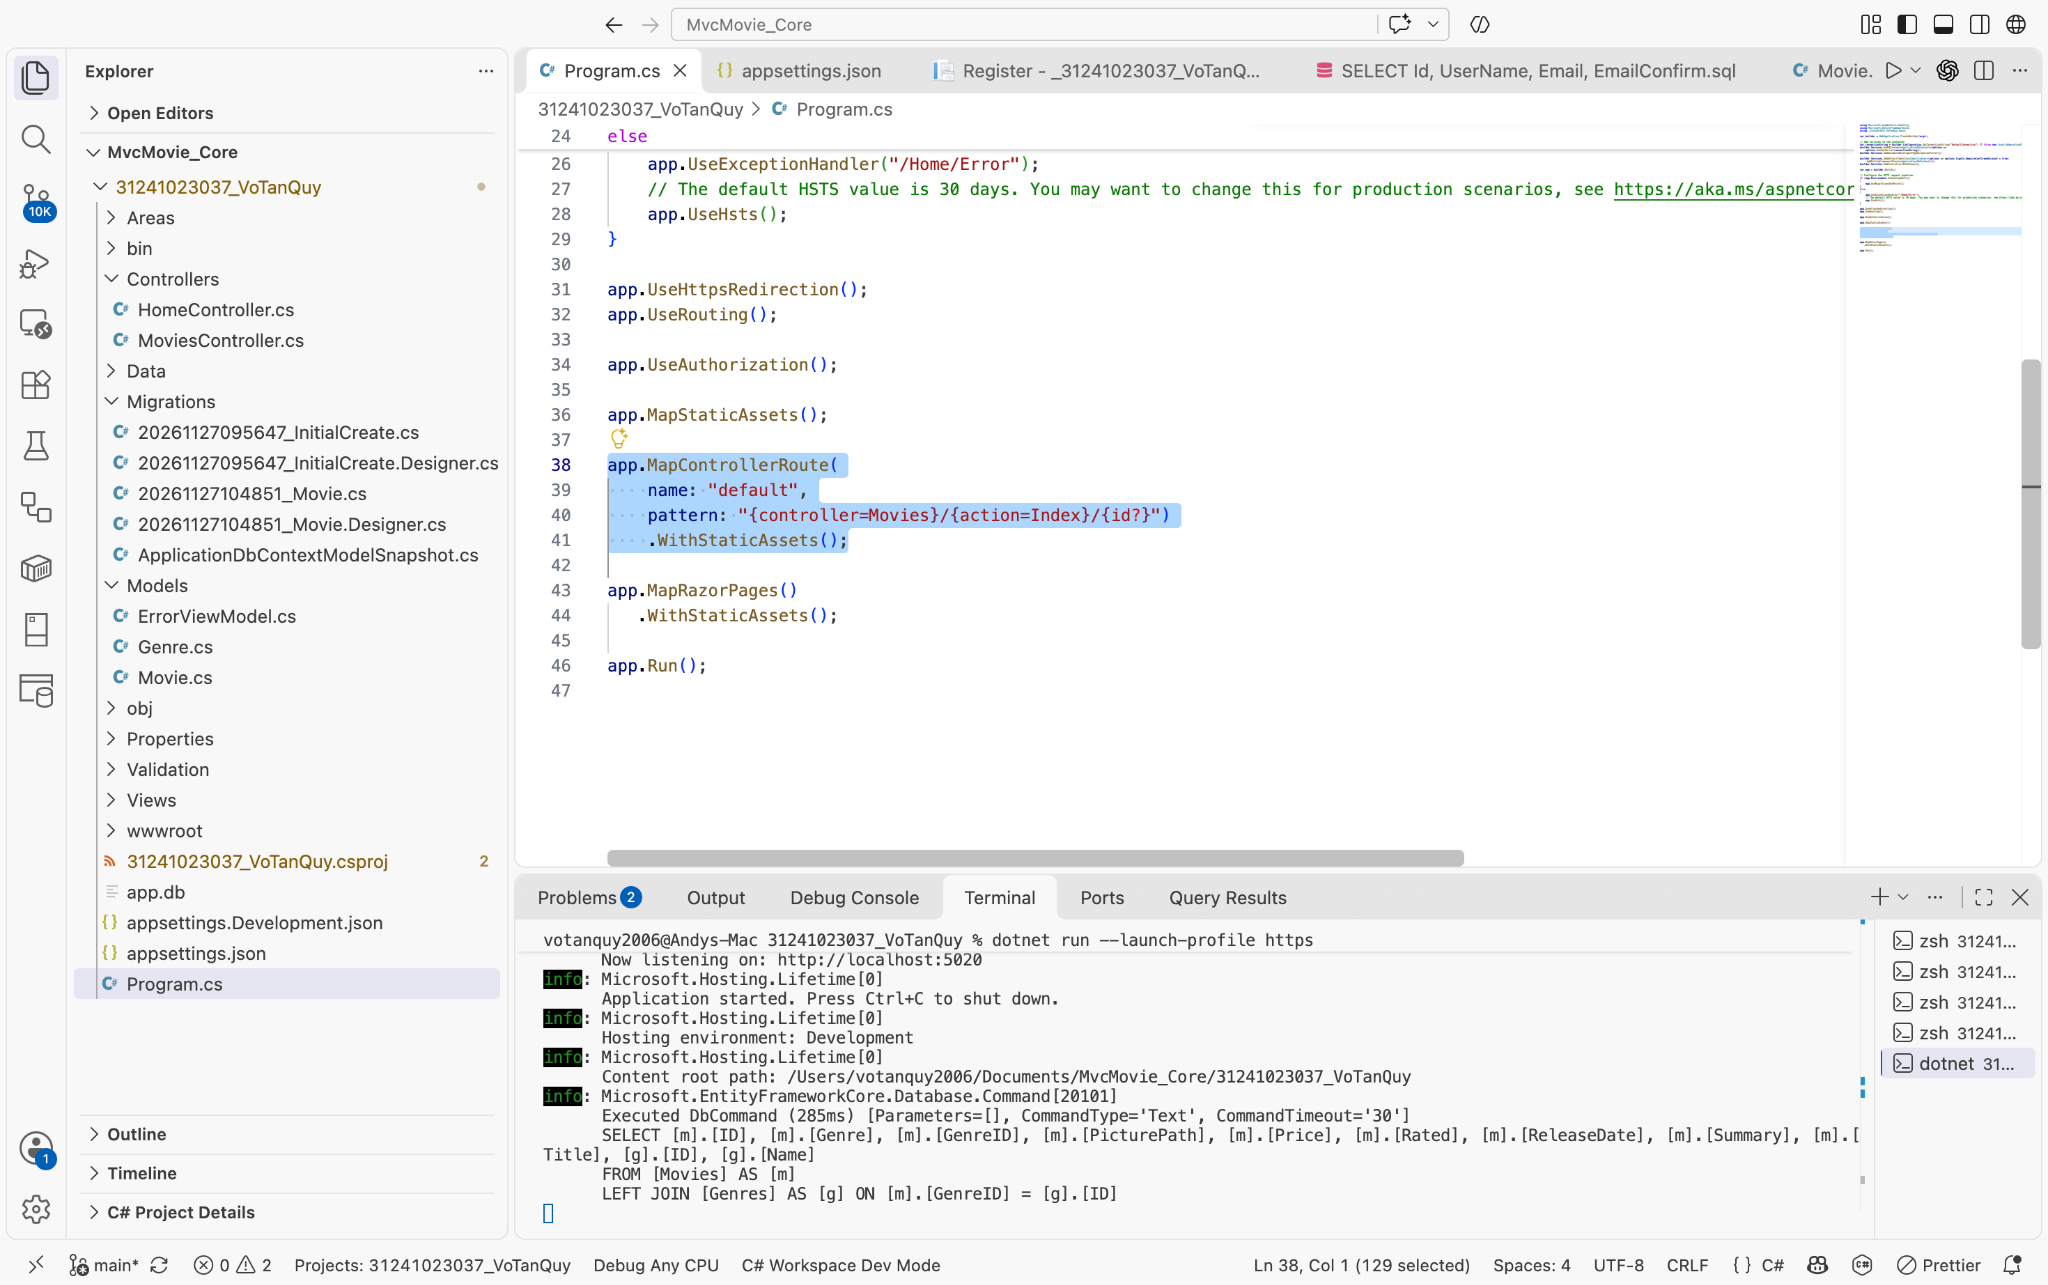 MvcMovie_Core
Explorer
Open Editors
MvcMovie_Core
31241023037_VoTanQuy
Areas
bin
Controllers
HomeController.cs
MoviesController.cs
Data
Migrations
20261127095647_InitialCreate.cs
20261127095647_InitialCreate.Designer.cs
20261127104851_Movie.cs
20261127104851_Movie.Designer.cs
ApplicationDbContextModelSnapshot.cs
Models
ErrorViewModel.cs
Genre.cs
Movie.cs
obj
Properties
Validation
Views
wwwroot
31241023037_VoTanQuy.csproj 2
app.db
appsettings.Development.json
appsettings.json
Program.cs
Outline
Timeline
C# Project Details
10K
1
Program.cs
appsettings.json
Register - _31241023037_VoTanQ...
SELECT Id, UserName, Email, EmailConfirm.sql
Movie.
31241023037_VoTanQuy > Program.cs
24 else
26 app.UseExceptionHandler("/Home/Error");
27 // The default HSTS value is 30 days. You may want to change this for production scenarios, see https://aka.ms/aspnetcor
28 app.UseHsts();
29 }
30
31 app.UseHttpsRedirection();
32 app.UseRouting();
33
34 app.UseAuthorization();
35
36 app.MapStaticAssets();
37
38 app.MapControllerRoute(
39 name: "default",
40 pattern: "{controller=Movies}/{action=Index}/{id?}")
41 .WithStaticAssets();
42
43 app.MapRazorPages()
44 .WithStaticAssets();
45
46 app.Run();
47
Problems 2
Output
Debug Console
Terminal
Ports
Query Results
votanquy2006@Andys-Mac 31241023037_VoTanQuy % dotnet run --launch-profile https
Now listening on: http://localhost:5020
info: Microsoft.Hosting.Lifetime[0]
Application started. Press Ctrl+C to shut down.
info: Microsoft.Hosting.Lifetime[0]
Hosting environment: Development
info: Microsoft.Hosting.Lifetime[0]
Content root path: /Users/votanquy2006/Documents/MvcMovie_Core/31241023037_VoTanQuy
info: Microsoft.EntityFrameworkCore.Database.Command[20101]
Executed DbCommand (285ms) [Parameters=[], CommandType='Text', CommandTimeout='30']
SELECT [m].[ID], [m].[Genre], [m].[GenreID], [m].[PicturePath], [m].[Price], [m].[Rated], [m].[ReleaseDate], [m].[Summary], [m].[
Title], [g].[ID], [g].[Name]
FROM [Movies] AS [m]
LEFT JOIN [Genres] AS [g] ON [m].[GenreID] = [g].[ID]
zsh 31241...
zsh 31241...
zsh 31241...
zsh 31241...
dotnet 31...
main* 0 2 Projects: 31241023037_VoTanQuy Debug Any CPU C# Workspace Dev Mode Ln 38, Col 1 (129 selected) Spaces: 4 UTF-8 CRLF { } C# Prettier